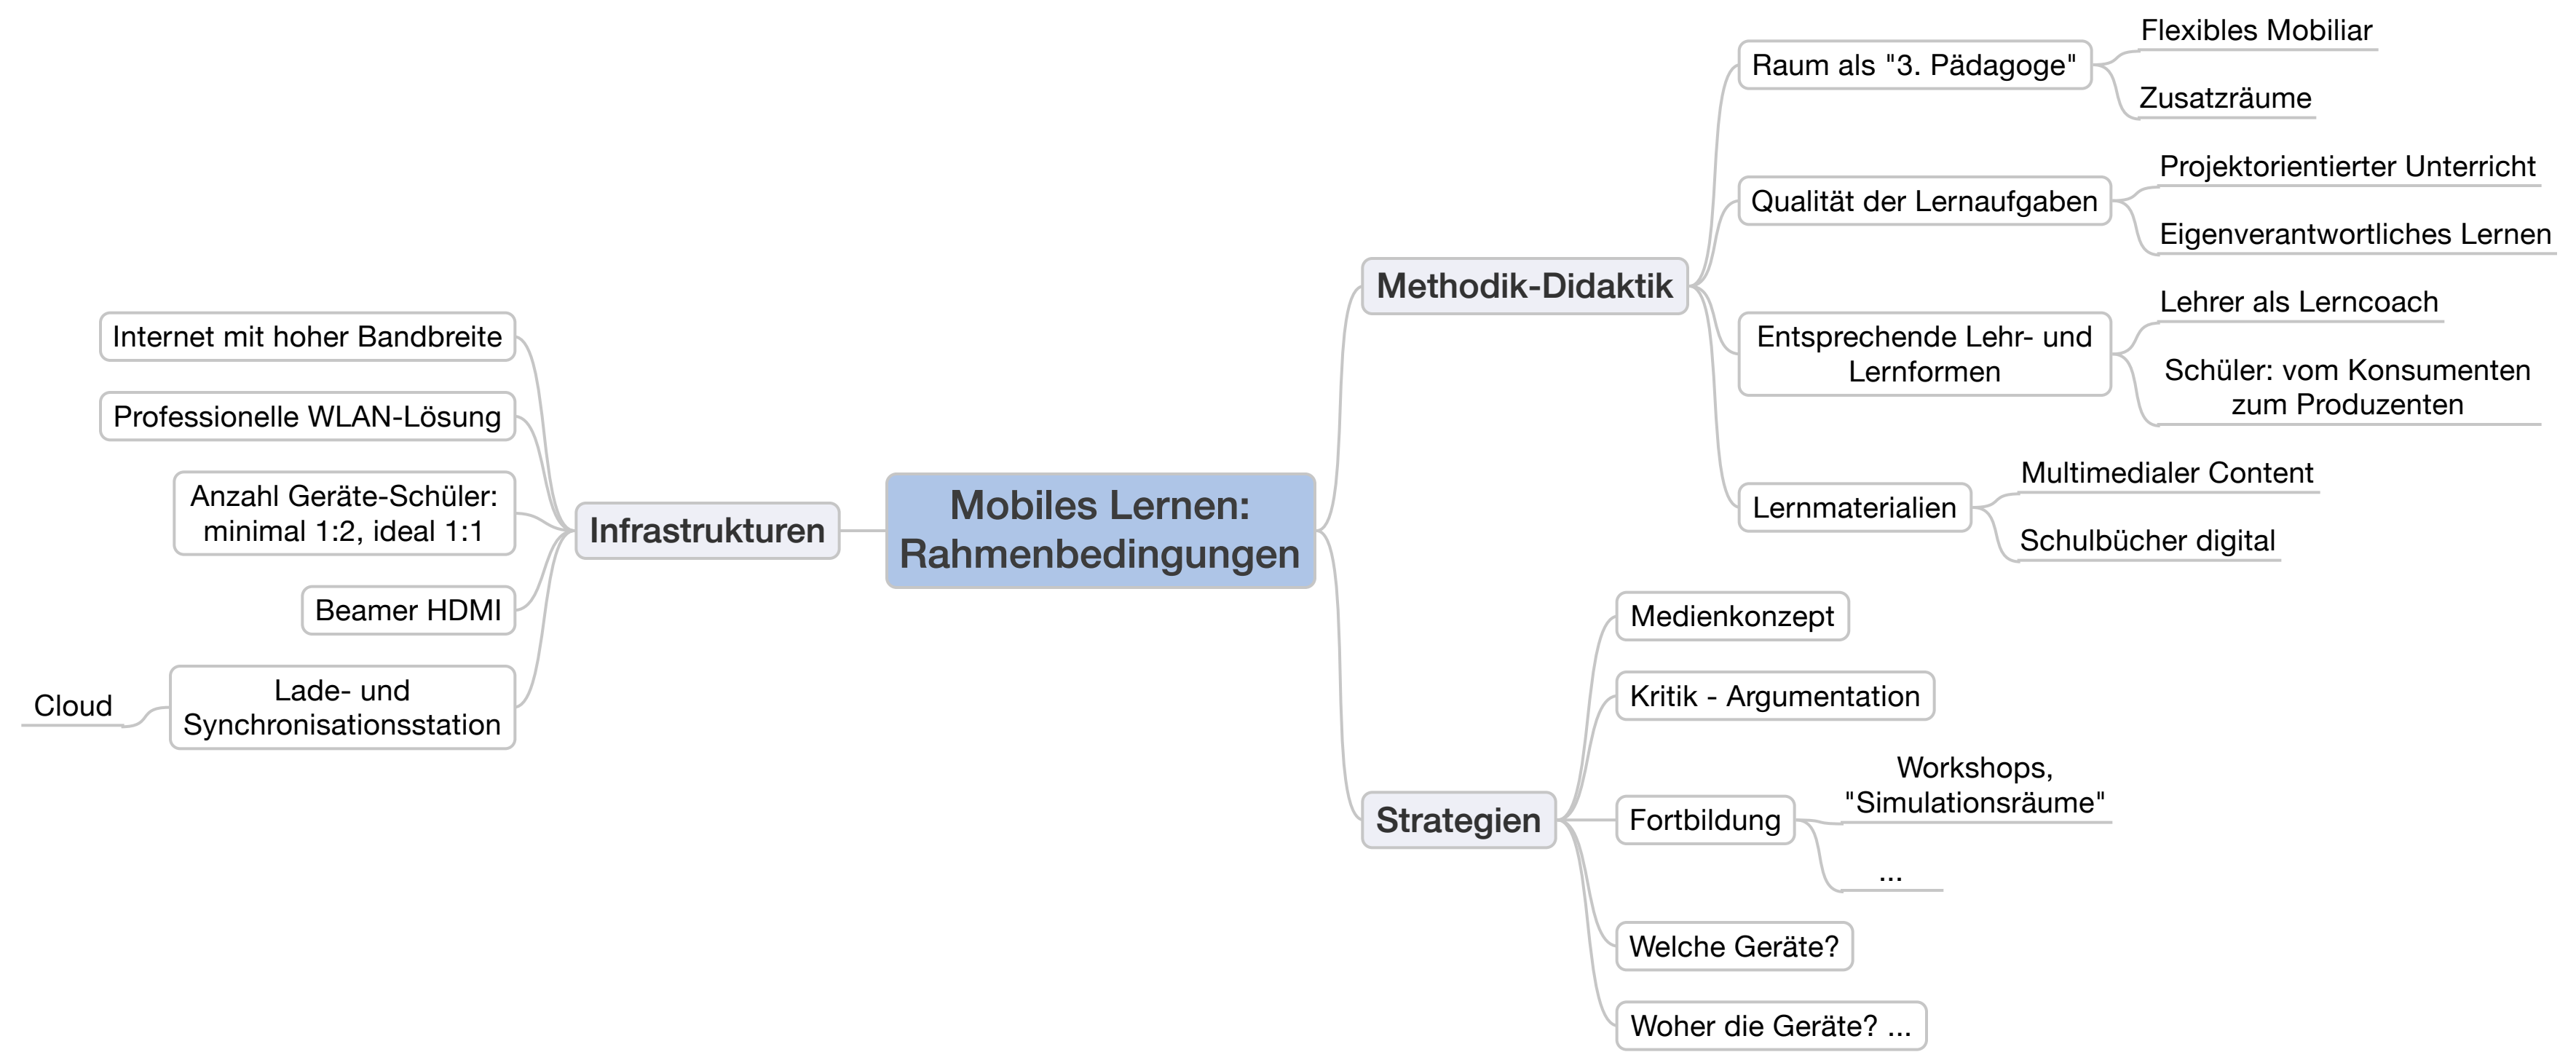 Mobiles Lernen:
Rahmenbedingungen
Infrastrukturen
Internet mit hoher Bandbreite
Professionelle WLAN-Lösung
Anzahl Geräte-Schüler:
minimal 1:2, ideal 1:1
Beamer HDMI
Lade- und
Synchronisationsstation
Cloud
Methodik-Didaktik
Raum als "3. Pädagoge"
Flexibles Mobiliar
Zusatzräume
Qualität der Lernaufgaben
Projektorientierter Unterricht
Eigenverantwortliches Lernen
Entsprechende Lehr- und
Lernformen
Lehrer als Lerncoach
Schüler: vom Konsumenten
zum Produzenten
Lernmaterialien
Multimedialer Content
Schulbücher digital
Strategien
Medienkonzept
Kritik - Argumentation
Fortbildung
Workshops,
"Simulationsräume"
...
Welche Geräte?
Woher die Geräte? ...